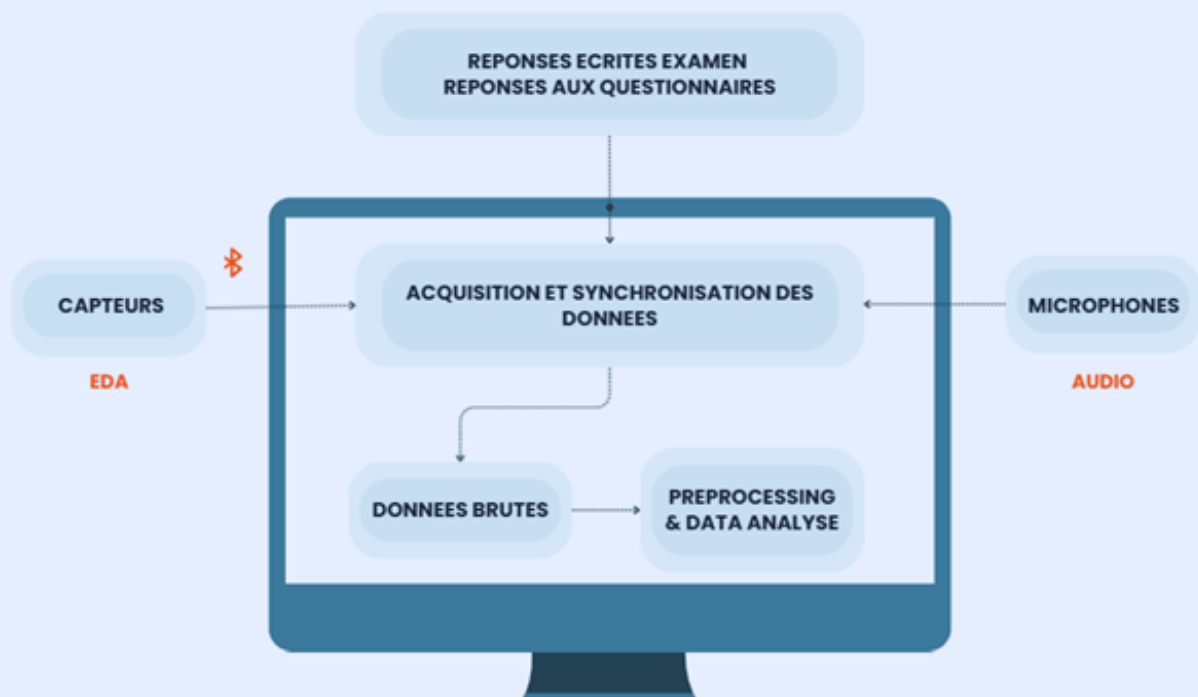 REPONSES ECRITES EXAMEN
REPONSES AUX QUESTIONNAIRES
CAPTEURS
EDA
ACQUISITION ET SYNCHRONISATION DES
DONNEES
MICROPHONES
AUDIO
DONNEES BRUTES
PREPROCESSING
& DATA ANALYSE